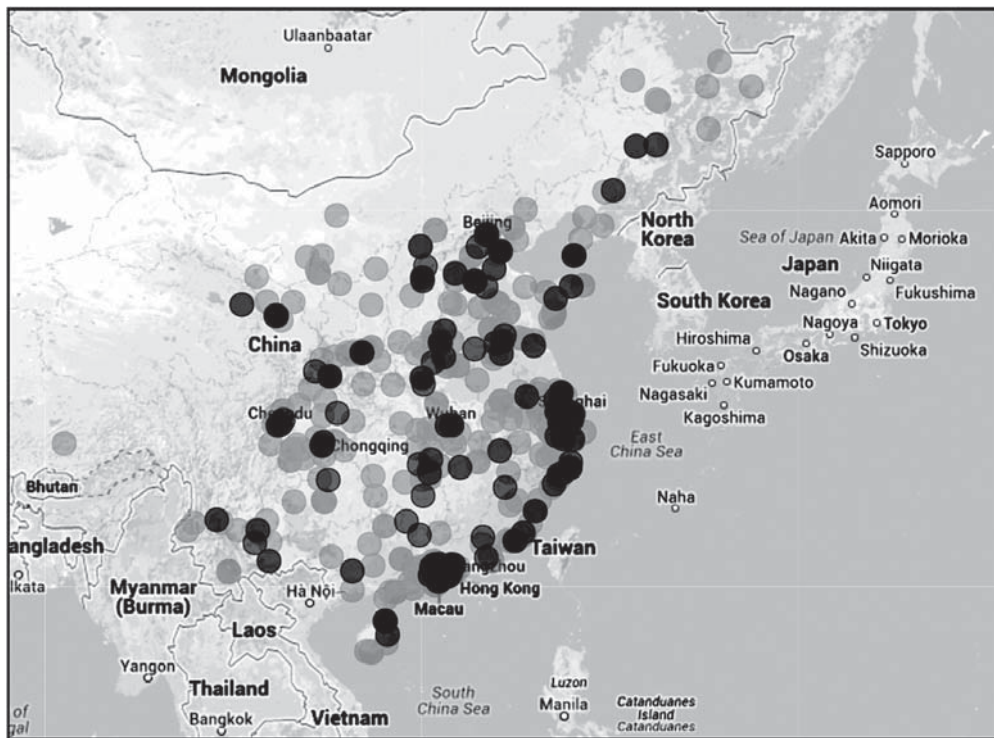 Ulaanbaatar
Mongolia
Sapporo
Aomori
North
Korea
Beijing
Sea of Japan
Akita
Morioka
Japan
Niigata
South Korea
Nagano
Fukushima
Nagoya
Tokyo
Hiroshima
Osaka
Shizuoka
China
Fukuoka
Nagasaki
Kumamoto
Kagoshima
Wuhan
Chongqing
East
China Sea
Bhutan
Naha
angladesh
Taiwan
lkata
Myanmar
(Burma)
Hà Nội
Hong Kong
Macau
Laos
Yangon
Thailand
Luzon
of
gal
Bangkok
Vietnam
South
China Sea
Manila
Catanduanes
Island
Catanduanes